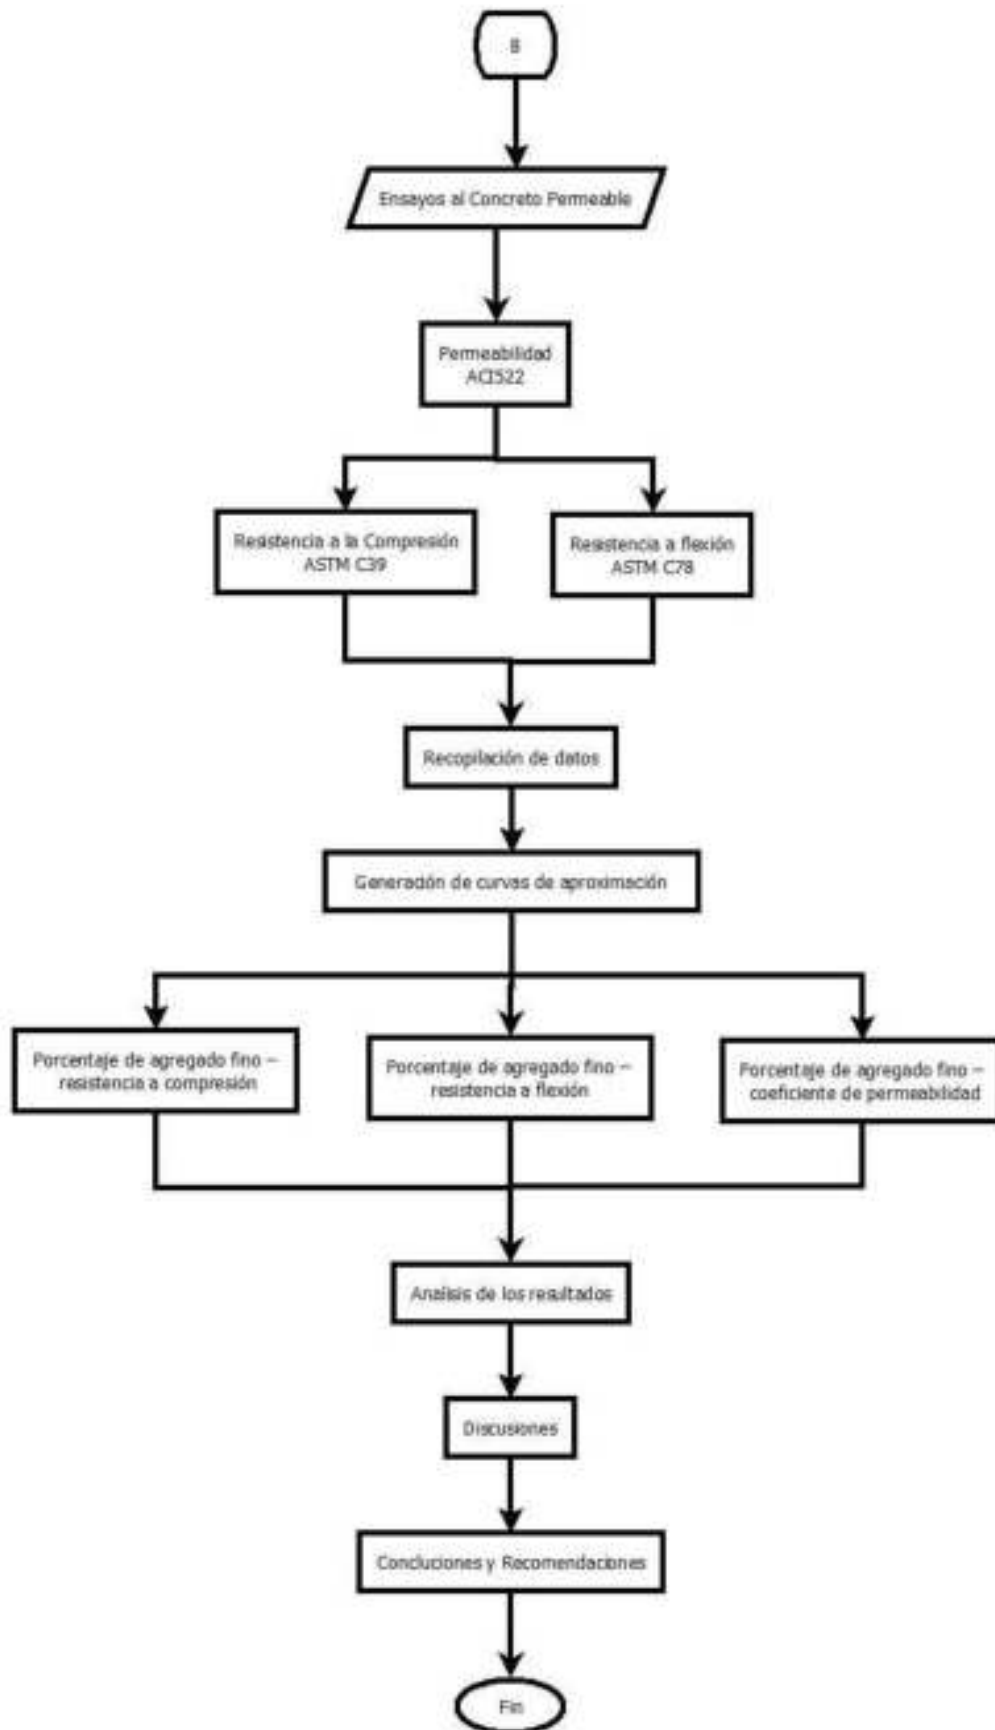 B
Ensayos al Concreto Permeable
Permeabilidad
ACI522
Resistencia a la Compresión
ASTM C39
Resistencia a flexión
ASTM C78
Recopilación de datos
Generación de curvas de aproximación
Porcentaje de agregado fino –
resistencia a compresión
Porcentaje de agregado fino –
resistencia a flexión
Porcentaje de agregado fino –
coeficiente de permeabilidad
Analisis de los resultados
Discusiones
Concluciones y Recomendaciones
Fin